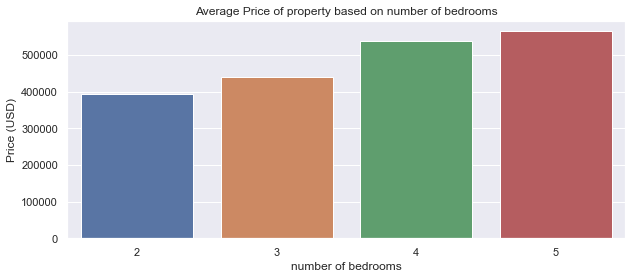 Average Price of property based on number of bedrooms
Price (USD)
500000
400000
300000
200000
100000
0
2 3 4 5
number of bedrooms